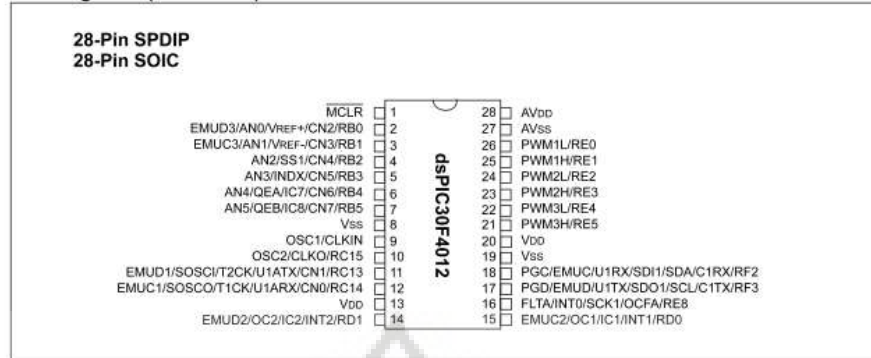 28-Pin SPDIP
28-Pin SOIC
MCLR 1 28 AVDD
EMUD3/AN0/VREF+/CN2/RB0 2 27 AVSS
EMUC3/AN1/VREF-/CN3/RB1 3 26 PWM1L/RE0
AN2/SS1/CN4/RB2 4 25 PWM1H/RE1
AN3/INDX/CN5/RB3 5 24 PWM2L/RE2
AN4/QEA/IC7/CN6/RB4 6 23 PWM2H/RE3
AN5/QEB/IC8/CN7/RB5 7 22 PWM3L/RE4
VSS 8 21 PWM3H/RE5
OSC1/CLKIN 9 20 VDD
OSC2/CLKO/RC15 10 19 VSS
EMUD1/SOSCI/T2CK/U1ATX/CN1/RC13 11 18 PGC/EMUC/U1RX/SDI1/SDA/C1RX/RF2
EMUC1/SOSCO/T1CK/U1ARX/CN0/RC14 12 17 PGD/EMUD/U1TX/SDO1/SCL/C1TX/RF3
VDD 13 16 FLTA/INT0/SCK1/OCFA/RE8
EMUD2/OC2/IC2/INT2/RD1 14 15 EMUC2/OC1/IC1/INT1/RD0
dsPIC30F4012